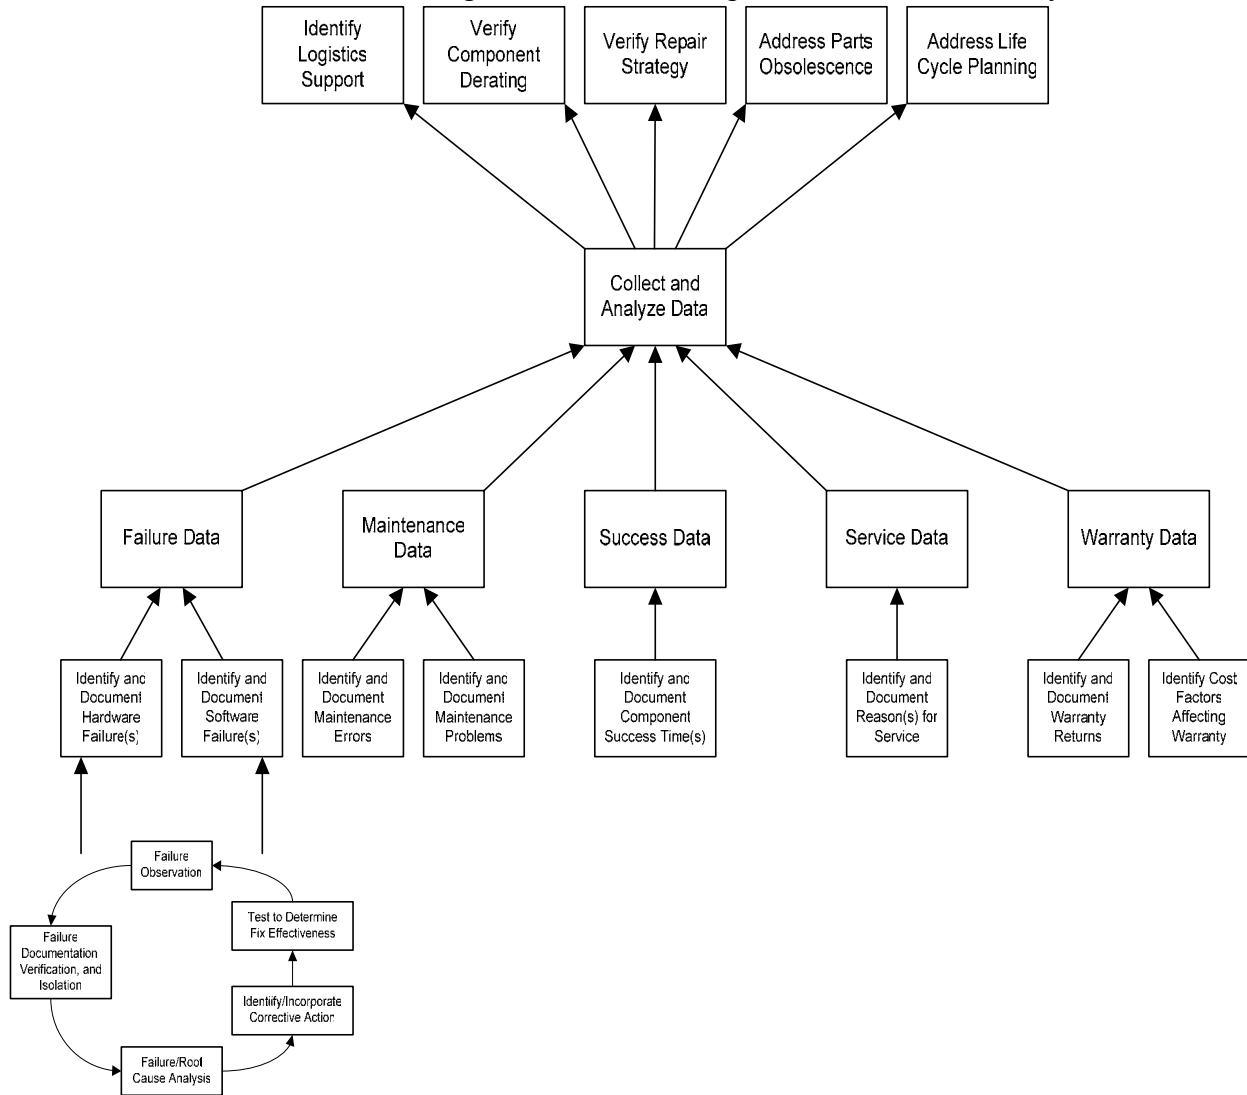 Identify
Logistics
Support
Verify
Component
Derating
Verify Repair
Strategy
Address Parts
Obsolescence
Address Life
Cycle Planning
Collect and
Analyze Data
Failure Data
Maintenance
Data
Success Data
Service Data
Warranty Data
Identify and
Document
Hardware
Failure(s)
Identify and
Document
Software
Failure(s)
Identify and
Document
Maintenance
Errors
Identify and
Document
Maintenance
Problems
Identify and
Document
Component
Success Time(s)
Identify and
Document
Reason(s) for
Service
Identify and
Document
Warranty
Returns
Identify Cost
Factors
Affecting
Warranty
Failure
Observation
Test to Determine
Fix Effectiveness
Failure
Documentation
Verification, and
Isolation
Identiify/Incorporate
Corrective Action
Failure/Root
Cause Analysis